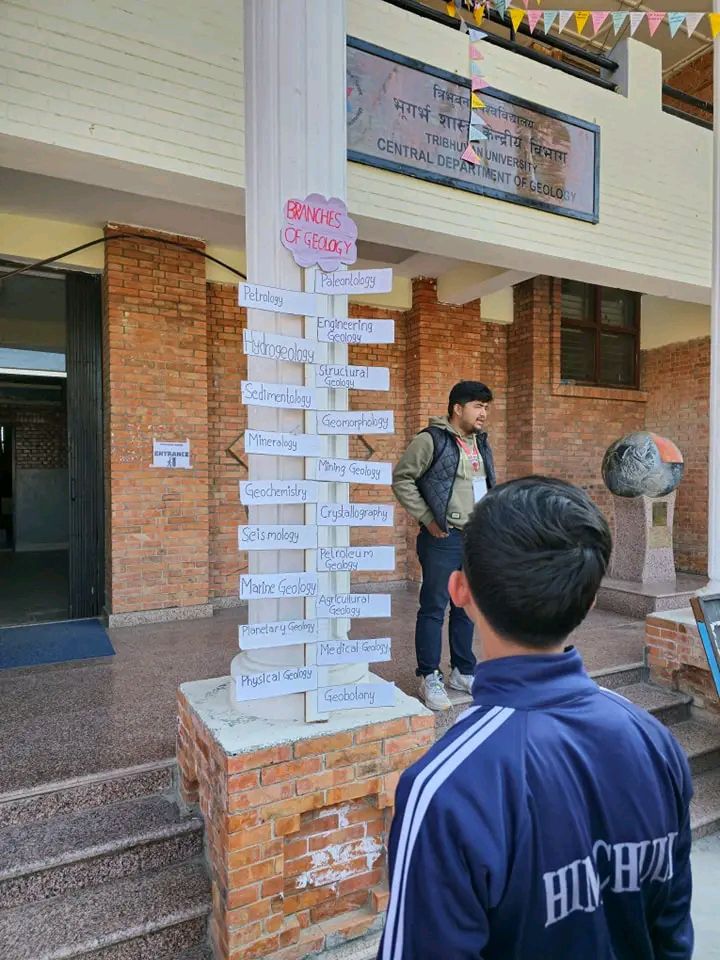 त्रिभुवन विश्वविद्यालय
भूगर्भ शास्त्र केन्द्रीय विभाग
TRIBHUVAN UNIVERSITY
CENTRAL DEPARTMENT OF GEOLOGY
BRANCHES
OF GEOLOGY
Paleontology
Petrology
Engineering
Geology
Hydrogeology
Structural
Geology
Sedimentology
Geomorphology
Mineralogy
Mining Geology
Geochemistry
Crystallography
Seismology
Petroleum
Geology
Marine Geology
Agricultural
Geology
Planetary Geology
Medical Geology
Physical Geology
Geobotany
ENTRANCE
HIMCHULI